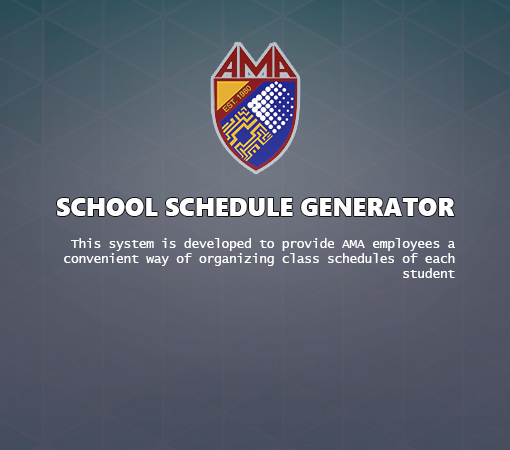 AMA
EST. 1980
SCHOOL SCHEDULE GENERATOR
This system is developed to provide AMA employees a
convenient way of organizing class schedules of each
student